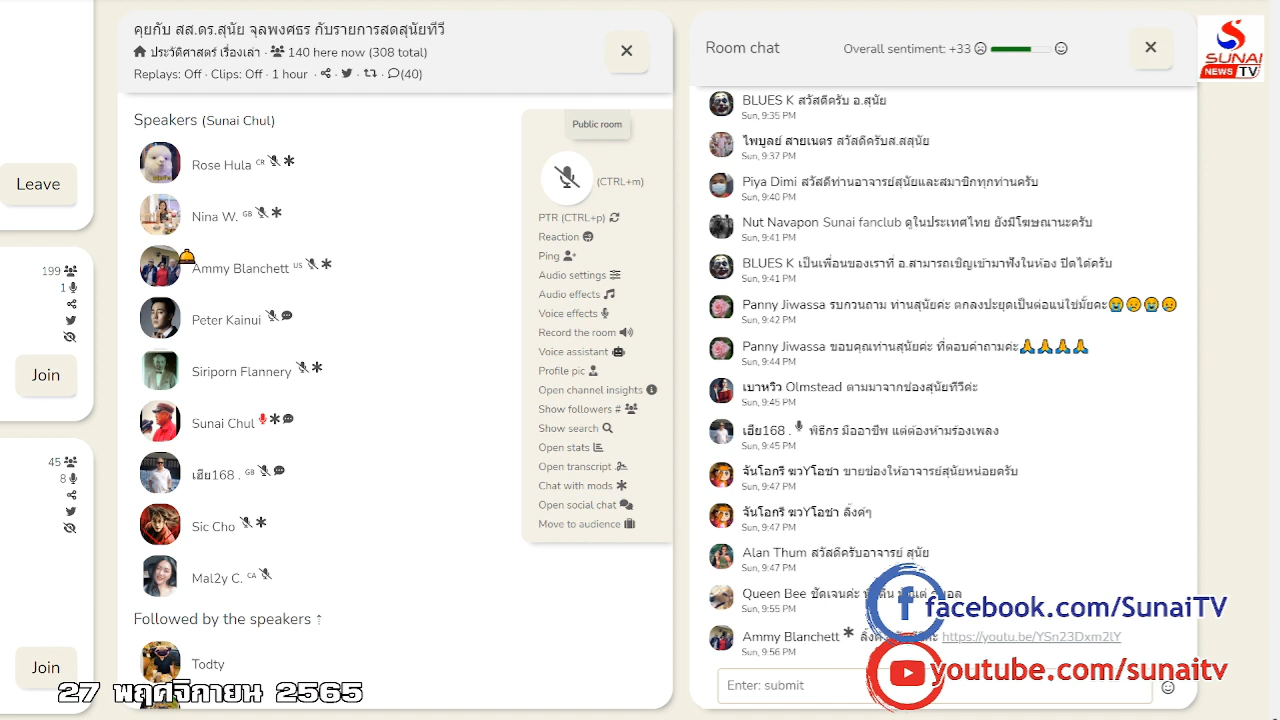 คุยกับ สส.ดร.สุนัย จุลพงศธร กับรายการสดสุนัยทีวี
ประวัติศาสตร์ เรื่องเล่า · 140 here now (308 total)
Replays: Off · Clips: Off · 1 hour · (40)
Speakers (Sunai Chul)
Rose Hula CR
Nina W. GB
Ammy Blanchett US
Peter Kainui
Siriporn Flannery
Sunai Chul
เฮีย168 . GB
Sic Cho
Mal2y C. CA
Followed by the speakers ↑
Todty
Leave
199
1
Join
45
8
Join
27 พฤศจิกายน 2565
Public room
(CTRL+m)
PTR (CTRL+p)
Reaction
Ping
Audio settings
Audio effects
Voice effects
Record the room
Voice assistant
Profile pic
Open channel insights
Show followers #
Show search
Open stats
Open transcript
Chat with mods
Open social chat
Move to audience
Room chat
Overall sentiment: +33
BLUES K สวัสดีครับ อ.สุนัย
Sun, 9:35 PM
ไพบูลย์ สายเนตร สวัสดีครับส.สสุนัย
Sun, 9:37 PM
Piya Dimi สวัสดีท่านอาจารย์สุนัยและสมาชิกทุกท่านครับ
Sun, 9:40 PM
Nut Navapon Sunai fanclub ดูในประเทศไทย ยังมีโฆษณานะครับ
Sun, 9:41 PM
BLUES K เป็นเพื่อนของเราที่ อ.สามารถเชิญเข้ามาฟังในห้อง ปิดได้ครับ
Sun, 9:41 PM
Panny Jiwassa รบกวนถาม ท่านสุนัยค่ะ ตกลงปะยุดเป็นต่อแน่ใช่มั้ยคะ😭😥😭😥
Sun, 9:42 PM
Panny Jiwassa ขอบคุณท่านสุนัยค่ะ ที่ตอบคำถามค่ะ🙏🙏🙏🙏
Sun, 9:44 PM
เบาหวิว Olmstead ตามมาจากช่องสุนัยทีวีค่ะ
Sun, 9:45 PM
เฮีย168 . พิธีกร มืออาชีพ แต่ต้องห้ามร้องเพลง
Sun, 9:45 PM
จันโอกรี ฆวYโอชา ขายช่องให้อาจารย์สุนัยหน่อยครับ
Sun, 9:47 PM
จันโอกรี ฆวYโอชา ลิ้งค์ๆ
Sun, 9:47 PM
Alan Thum สวัสดีครับอาจารย์ สุนัย
Sun, 9:47 PM
Queen Bee ชัดเจนค่ะ
Sun, 9:55 PM
Ammy Blanchett https://youtu.be/YSn23Dxm2lY
Sun, 9:56 PM
Enter: submit
SUNAI
NEWS TV
facebook.com/SunaiTV
youtube.com/sunaitv